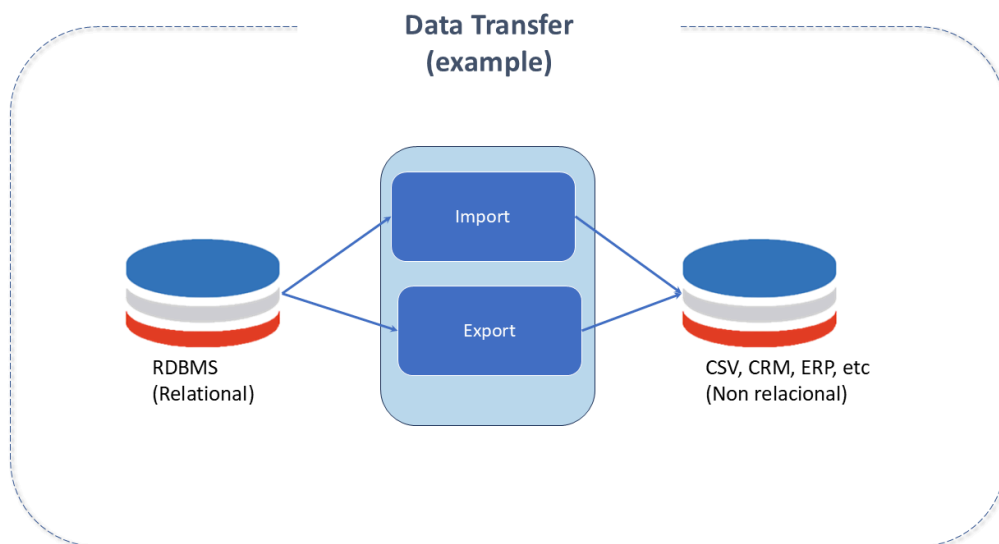 Data Transfer
(example)
Import
Export
RDBMS
(Relational)
CSV, CRM, ERP, etc
(Non relacional)